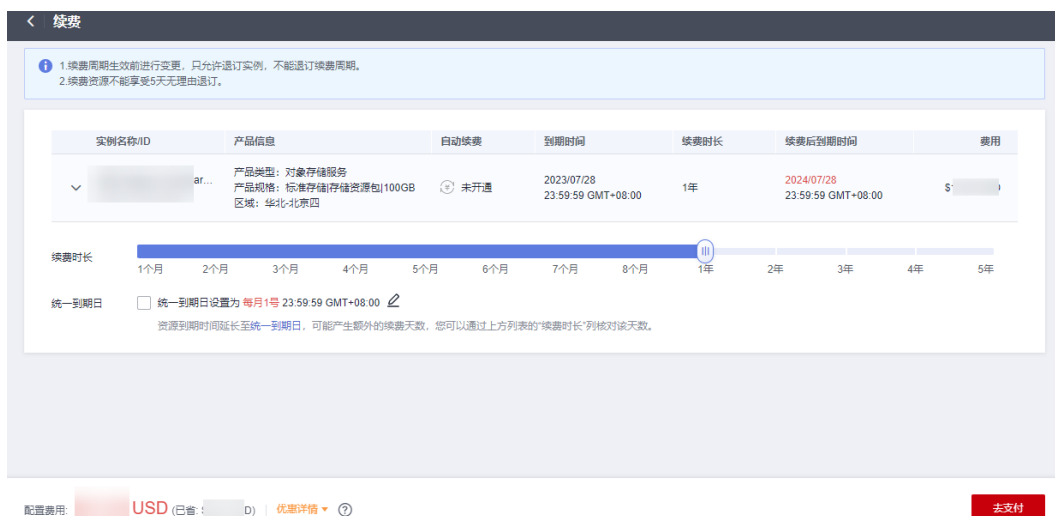 续费
1.续费周期生效前进行变更，只允许退订实例，不能退订续费周期。
2.续费资源不能享受5天无理由退订。
实例名称/ID 产品信息 自动续费 到期时间 续费时长 续费后到期时间 费用
ar... 产品类型：对象存储服务
产品规格：标准存储|存储资源包|100GB
区域：华北-北京四
未开通
2023/07/28
23:59:59 GMT+08:00
1年
2024/07/28
23:59:59 GMT+08:00
$
续费时长
1个月 2个月 3个月 4个月 5个月 6个月 7个月 8个月 1年 2年 3年 4年 5年
统一到期日 统一到期日设置为 每月1号 23:59:59 GMT+08:00
资源到期时间延长至统一到期日，可能产生额外的续费天数，您可以通过上方列表的“续费时长”列核对该天数。
配置费用: USD (已省: D) 优惠详情
去支付